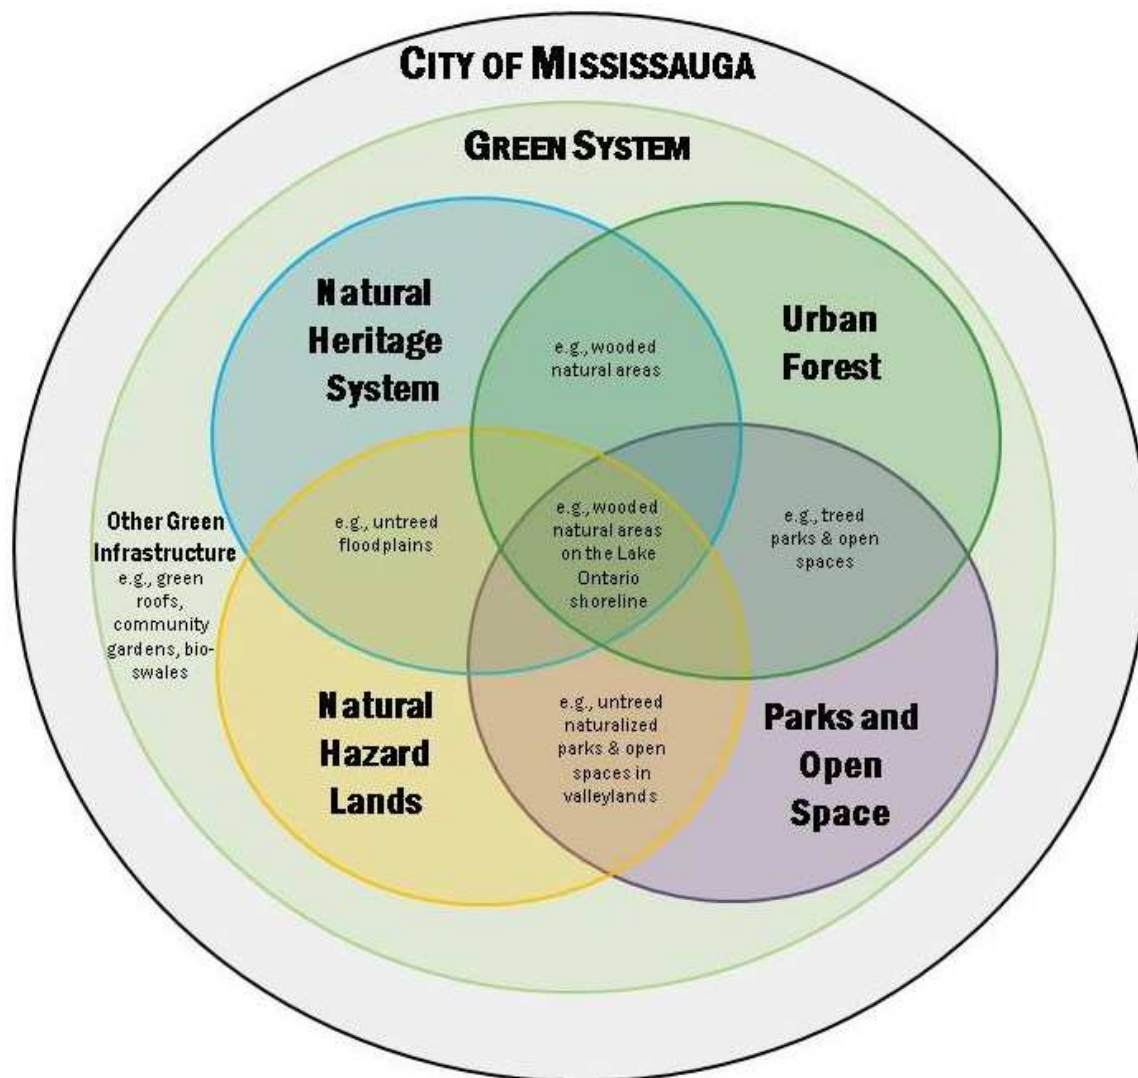 CITY OF MISSISSAUGA
GREEN SYSTEM
Natural
Heritage
System
e.g., wooded
natural areas
Urban
Forest
Other Green
Infrastructure
e.g., green
roofs,
community
gardens, bio-
swales
e.g., untreed
floodplains
e.g., wooded
natural areas
on the Lake
Ontario
shoreline
e.g., treed
parks & open
spaces
Natural
Hazard
Lands
e.g., untreed
naturalized
parks & open
spaces in
valleylands
Parks and
Open
Space